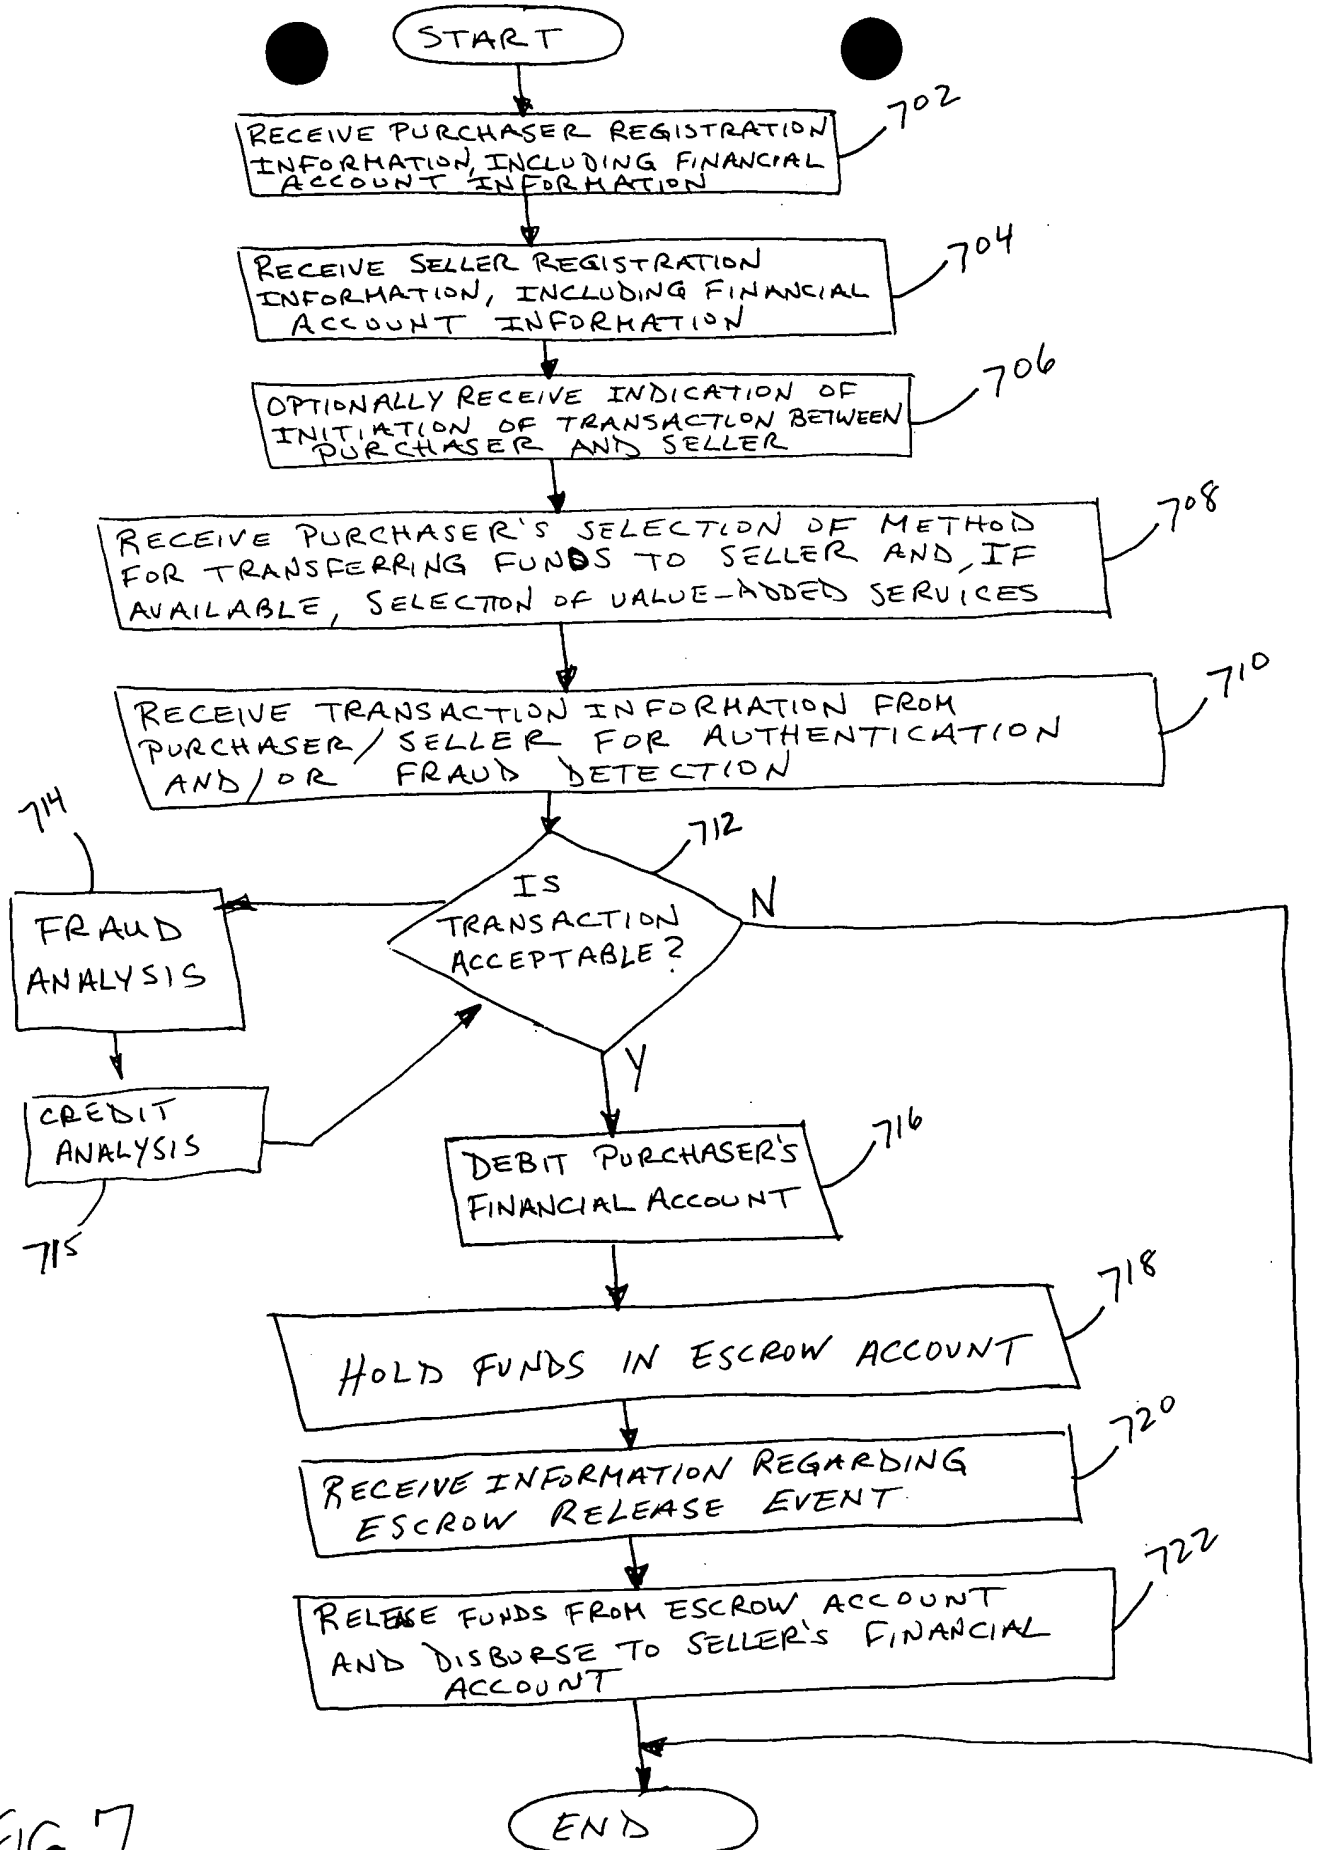 START
702
RECEIVE PURCHASER REGISTRATION
INFORMATION, INCLUDING FINANCIAL
ACCOUNT INFORMATION
704
RECEIVE SELLER REGISTRATION
INFORMATION, INCLUDING FINANCIAL
ACCOUNT INFORMATION
706
OPTIONALLY RECEIVE INDICATION OF
INITIATION OF TRANSACTION BETWEEN
PURCHASER AND SELLER
708
RECEIVE PURCHASER'S SELECTION OF METHOD
FOR TRANSFERRING FUNDS TO SELLER AND, IF
AVAILABLE, SELECTION OF VALUE-ADDED SERVICES
710
RECEIVE TRANSACTION INFORMATION FROM
PURCHASER/SELLER FOR AUTHENTICATION
AND/OR FRAUD DETECTION
714
712
IS
TRANSACTION
ACCEPTABLE?
N
FRAUD
ANALYSIS
Y
CREDIT
ANALYSIS
715
716
DEBIT PURCHASER'S
FINANCIAL ACCOUNT
718
HOLD FUNDS IN ESCROW ACCOUNT
720
RECEIVE INFORMATION REGARDING
ESCROW RELEASE EVENT
722
RELEASE FUNDS FROM ESCROW ACCOUNT
AND DISBURSE TO SELLER'S FINANCIAL
ACCOUNT
END
FIG 7